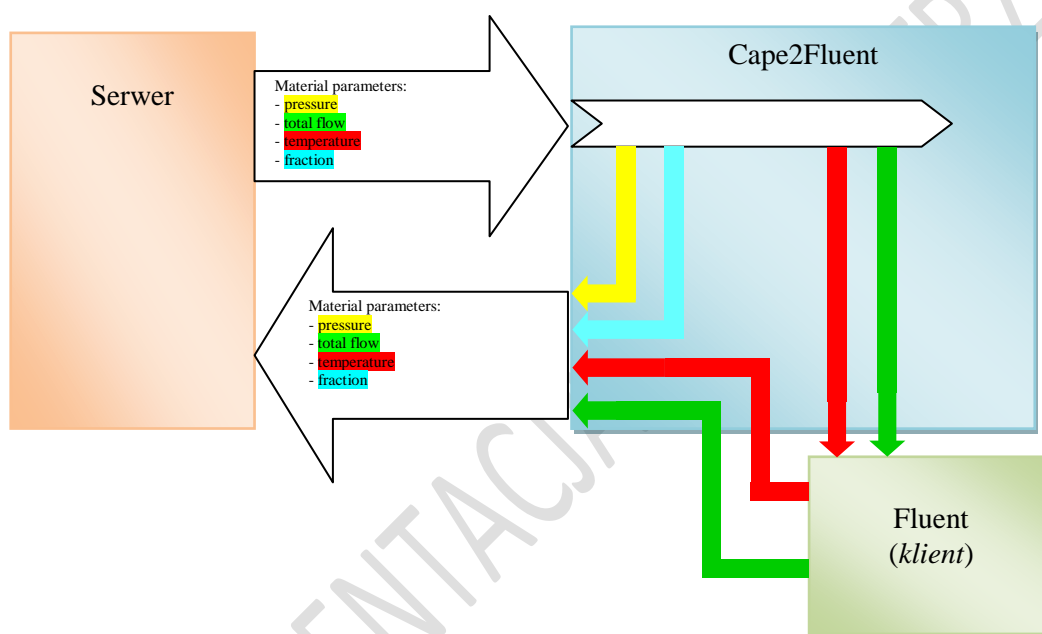 Serwer
Material parameters:
- pressure
- total flow
- temperature
- fraction
Cape2Fluent
Material parameters:
- pressure
- total flow
- temperature
- fraction
Fluent
(klient)